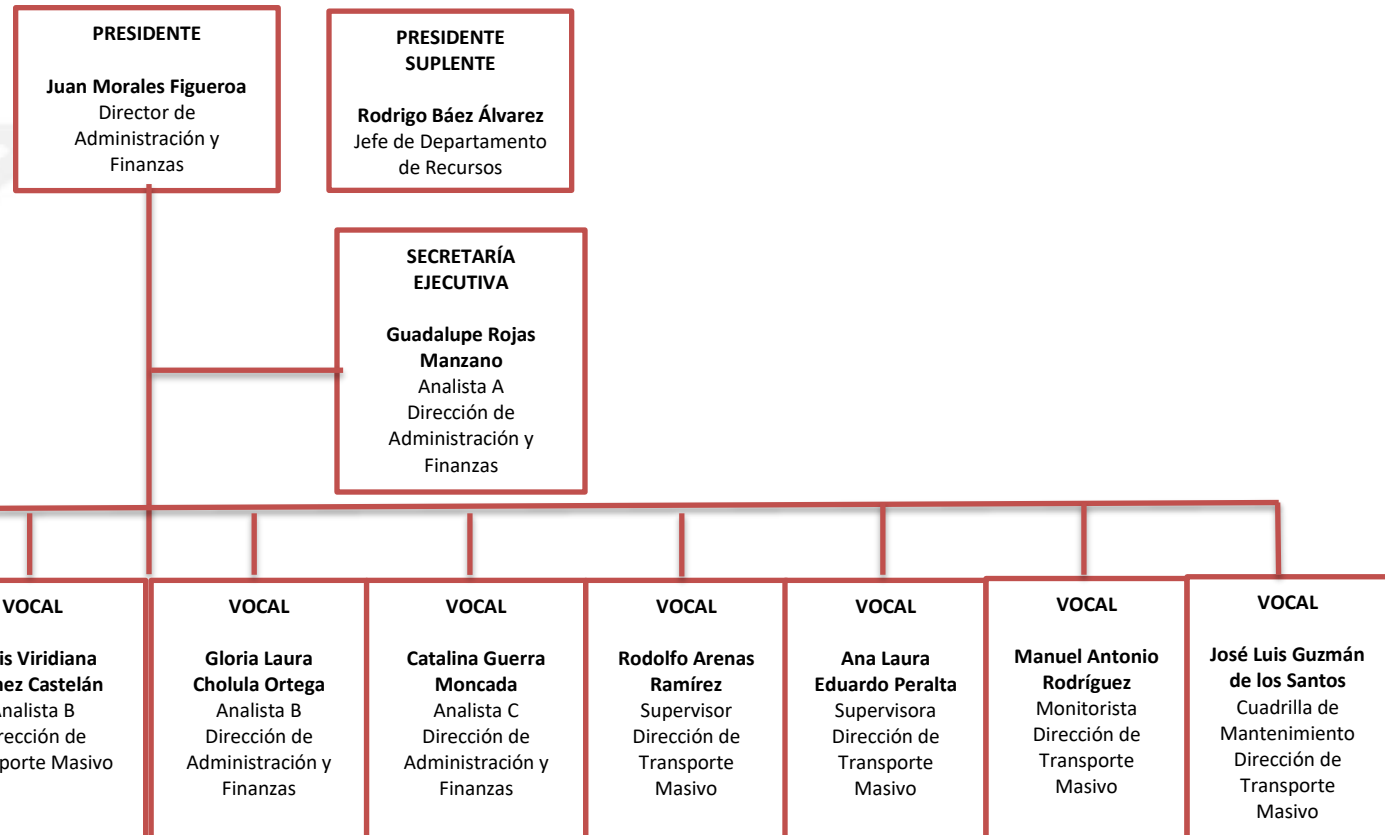 PRESIDENTE
Juan Morales Figueroa
Director de
Administración y
Finanzas
PRESIDENTE
SUPLENTE
Rodrigo Báez Álvarez
Jefe de Departamento
de Recursos
SECRETARÍA
EJECUTIVA
Guadalupe Rojas
Manzano
Analista A
Dirección de
Administración y
Finanzas
VOCAL
Viridiana
Castelán
B
de
Masivo
VOCAL
Gloria Laura
Cholula Ortega
Analista B
Dirección de
Administración y
Finanzas
VOCAL
Catalina Guerra
Moncada
Analista C
Dirección de
Administración y
Finanzas
VOCAL
Rodolfo Arenas
Ramírez
Supervisor
Dirección de
Transporte
Masivo
VOCAL
Ana Laura
Eduardo Peralta
Supervisora
Dirección de
Transporte
Masivo
VOCAL
Manuel Antonio
Rodríguez
Monitorista
Dirección de
Transporte
Masivo
VOCAL
José Luis Guzmán
de los Santos
Cuadrilla de
Mantenimiento
Dirección de
Transporte
Masivo